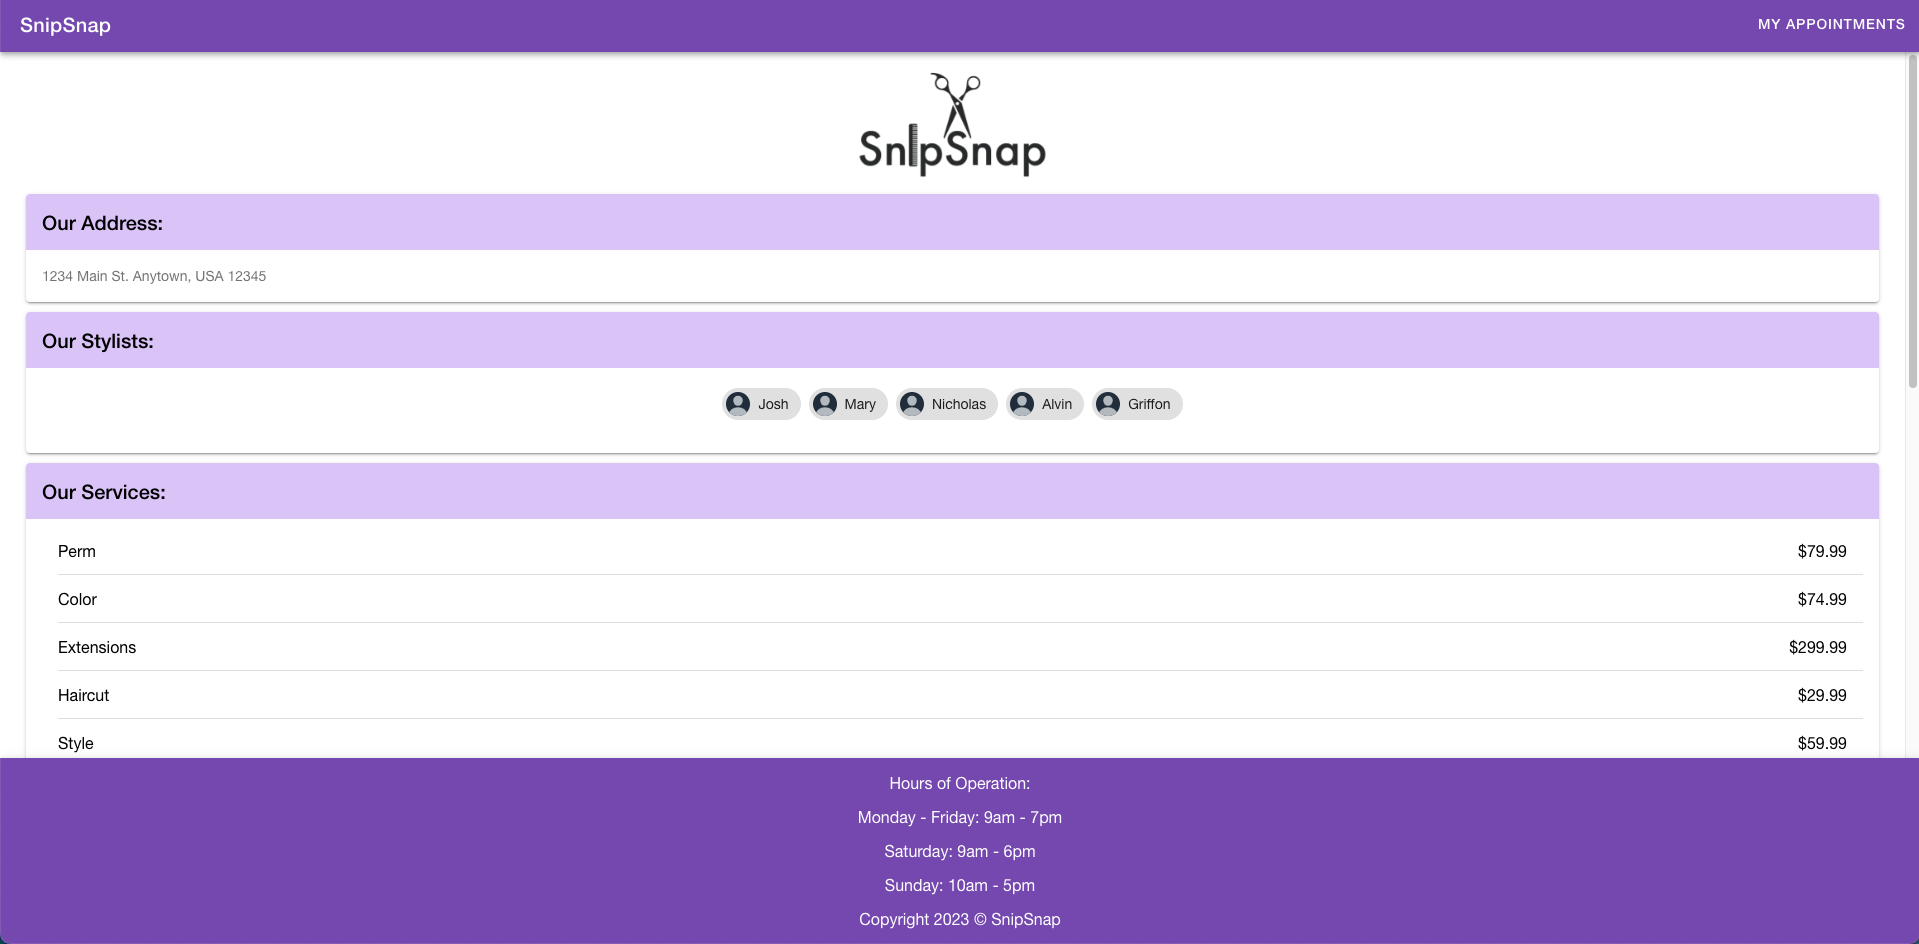 SnipSnap
MY APPOINTMENTS
SnipSnap
Our Address:
1234 Main St. Anytown, USA 12345
Our Stylists:
Josh Mary Nicholas Alvin Griffon
Our Services:
Perm $79.99
Color $74.99
Extensions $299.99
Haircut $29.99
Style $59.99
Hours of Operation:
Monday - Friday: 9am - 7pm
Saturday: 9am - 6pm
Sunday: 10am - 5pm
Copyright 2023 © SnipSnap